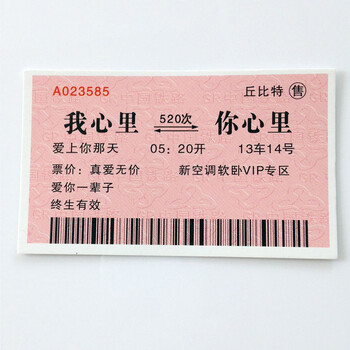 A023585 丘比特 售
我心里 520次 你心里
爱上你那天 05：20开 13车14号
票价：真爱无价 新空调软卧VIP专区
爱你一辈子
终生有效